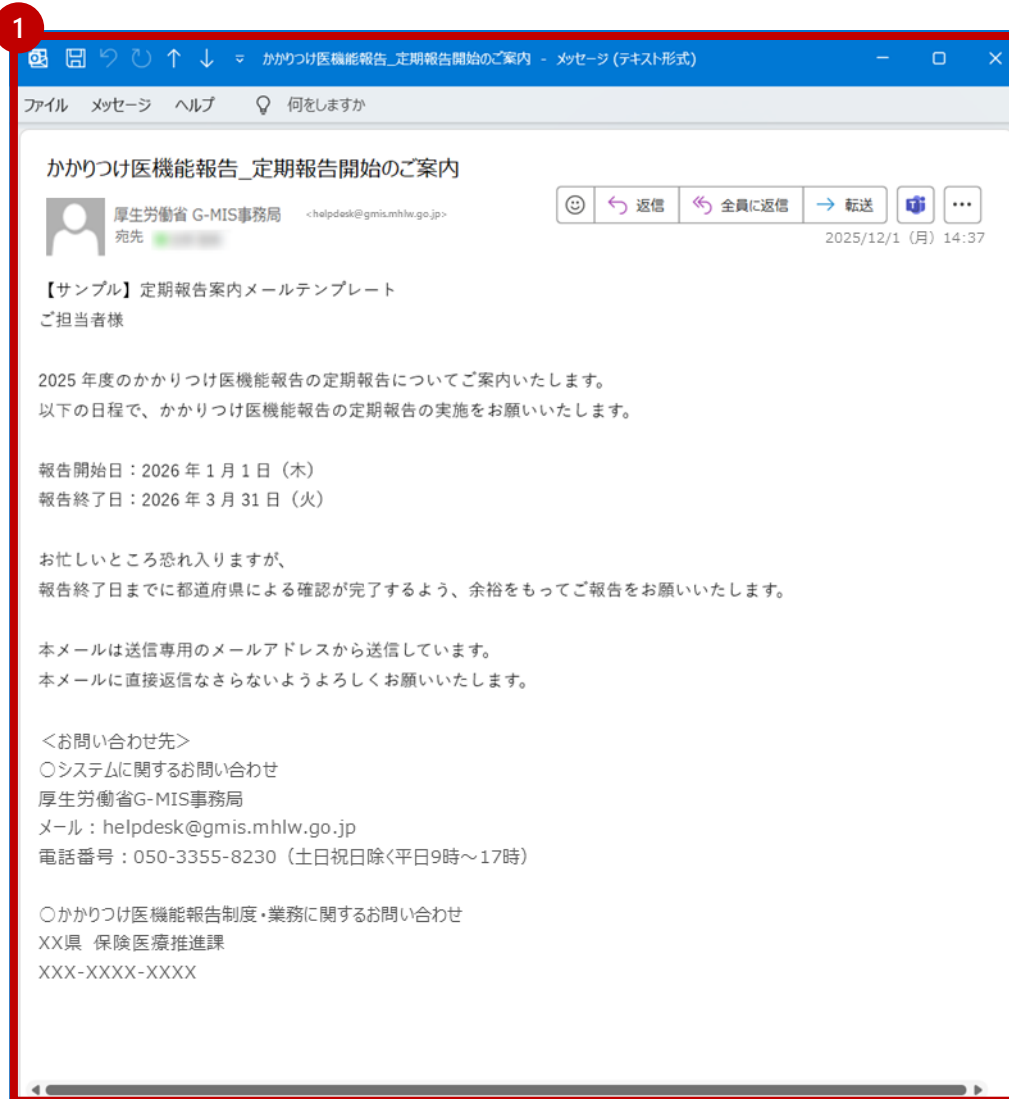 1
かかりつけ医機能報告_定期報告開始のご案内 - メッセージ (テキスト形式)
ファイル メッセージ ヘルプ 何をしますか
かかりつけ医機能報告_定期報告開始のご案内
厚生労働省 G-MIS事務局 <helpdesk@gmis.mhlw.go.jp>
宛先
返信 全員に返信 転送
2025/12/1（月）14:37
【サンプル】定期報告案内メールテンプレート
ご担当者様
2025 年度のかかりつけ医機能報告の定期報告についてご案内いたします。
以下の日程で、かかりつけ医機能報告の定期報告の実施をお願いいたします。
報告開始日：2026 年 1 月 1 日（木）
報告終了日：2026 年 3 月 31 日（火）
お忙しいところ恐れ入りますが、
報告終了日までに都道府県による確認が完了するよう、余裕をもってご報告をお願いいたします。
本メールは送信専用のメールアドレスから送信しています。
本メールに直接返信なさらないようよろしくお願いいたします。
＜お問い合わせ先＞
○システムに関するお問い合わせ
厚生労働省G-MIS事務局
メール：helpdesk@gmis.mhlw.go.jp
電話番号：050-3355-8230（土日祝日除く平日9時～17時）
○かかりつけ医機能報告制度・業務に関するお問い合わせ
XX県 保険医療推進課
XXX-XXXX-XXXX